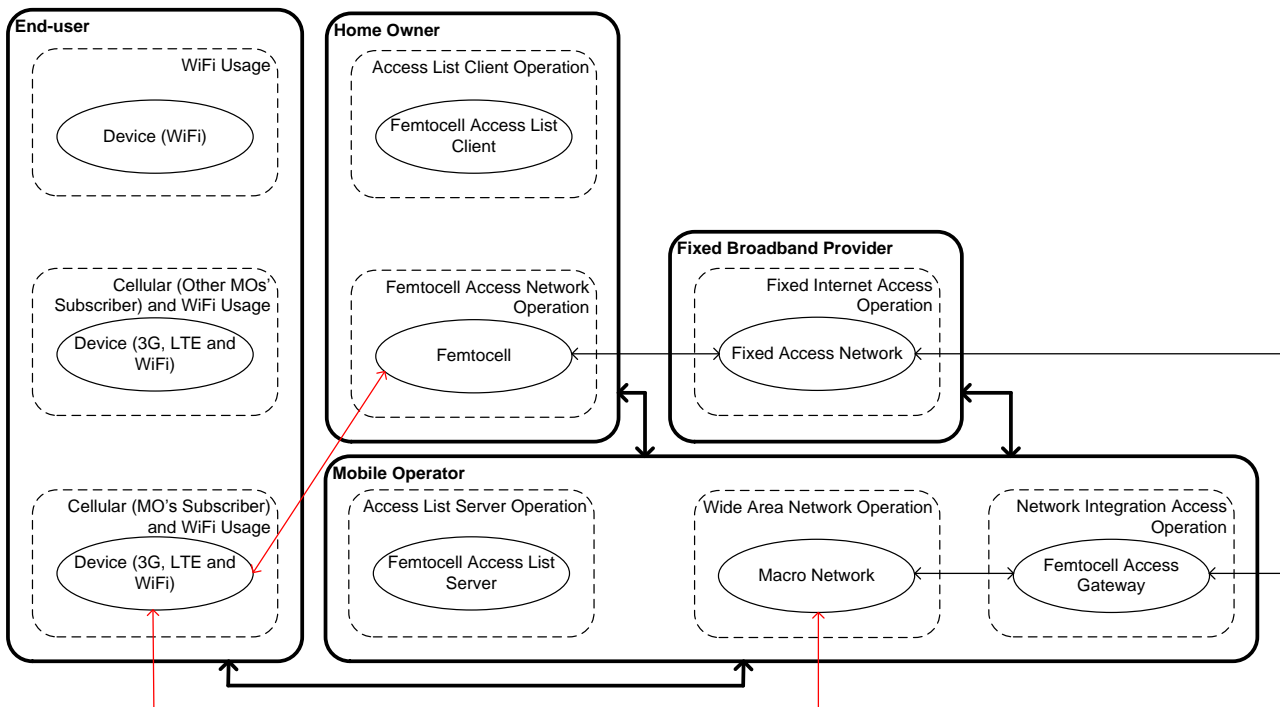 End-user
WiFi Usage
Device (WiFi)
Cellular (Other MOs'
Subscriber) and WiFi Usage
Device (3G, LTE and
WiFi)
Cellular (MO's Subscriber)
and WiFi Usage
Device (3G, LTE and
WiFi)
Home Owner
Access List Client Operation
Femtocell Access List
Client
Femtocell Access Network
Operation
Femtocell
Fixed Broadband Provider
Fixed Internet Access
Operation
Fixed Access Network
Mobile Operator
Access List Server Operation
Femtocell Access List
Server
Wide Area Network Operation
Macro Network
Network Integration Access
Operation
Femtocell Access
Gateway